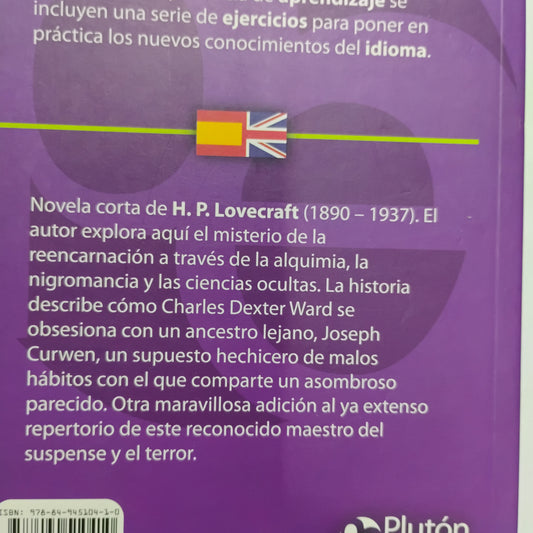 aprendizaje se
incluyen una serie de ejercicios para poner en
práctica los nuevos conocimientos del idioma.
Novela corta de H. P. Lovecraft (1890 – 1937). El
autor explora aquí el misterio de la
reencarnación a través de la alquimia, la
nigromancia y las ciencias ocultas. La historia
describe cómo Charles Dexter Ward se
obsesiona con un ancestro lejano, Joseph
Curwen, un supuesto hechicero de malos
hábitos con el que comparte un asombroso
parecido. Otra maravillosa adición al ya extenso
repertorio de este reconocido maestro del
suspense y el terror.
ISBN: 978-84-945104-1-0
Plutón